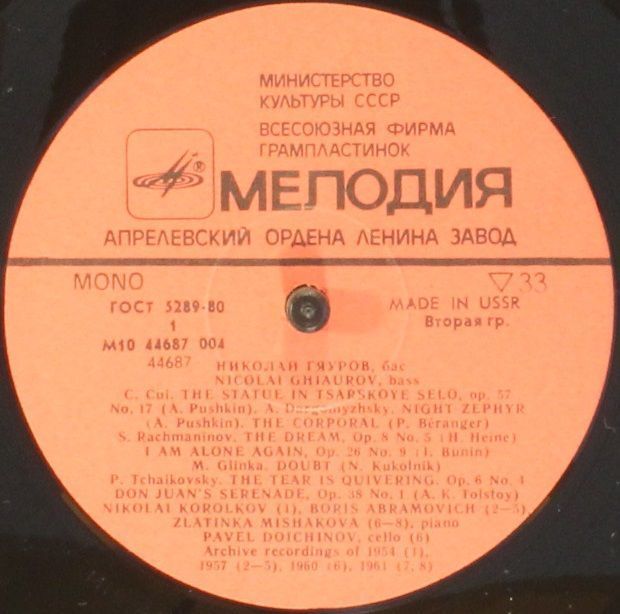 МИНИСТЕРСТВО
КУЛЬТУРЫ СССР
ВСЕСОЮЗНАЯ ФИРМА
ГРАМПЛАСТИНОК
®
МЕЛОДИЯ
АПРЕЛЕВСКИЙ ОРДЕНА ЛЕНИНА ЗАВОД
MONO
▽33
ГОСТ 5289-80
MADE IN USSR
1
Вторая гр.
М10 44687 004
44687
НИКОЛАЙ ГЯУРОВ, бас
NICOLAI GHIAUROV, bass
C. Cui. THE STATUE IN TSARSKOYE SELO, op. 57
No. 17 (A. Pushkin). A. Dargomyzhsky. NIGHT ZEPHYR
(A. Pushkin). THE CORPORAL (P. Béranger)
S. Rachmaninov. THE DREAM, Op. 8 No. 5 (H. Heine)
I AM ALONE AGAIN, Op. 26 No. 9 (I. Bunin)
M. Glinka. DOUBT (N. Kukolnik)
P. Tchaikovsky. THE TEAR IS QUIVERING. Op. 6 No. 4
DON JUAN'S SERENADE, Op. 38 No. 1 (A. K. Tolstoy)
NIKOLAI KOROLKOV (1), BORIS ABRAMOVICH (2—5),
ZLATINKA MISHAKOVA (6—8), piano
PAVEL DOICHINOV, cello (6)
Archive recordings of 1954 (1),
1957 (2—5), 1960 (6), 1961 (7, 8)